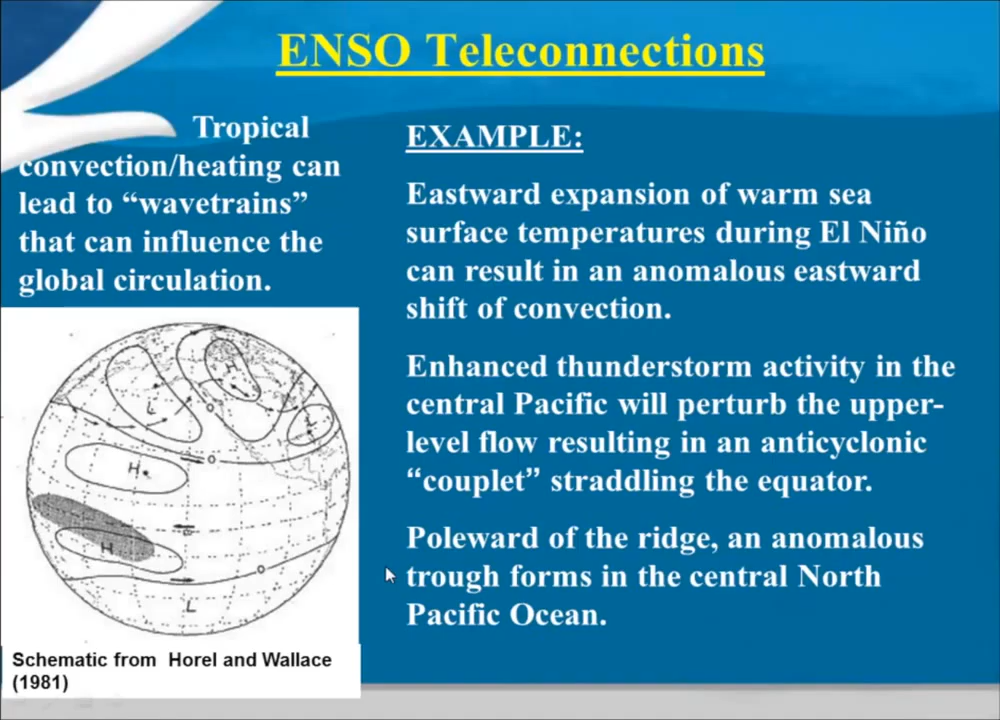 ENSO Teleconnections
Tropical
convection/heating can
lead to “wavetrains”
that can influence the
global circulation.
EXAMPLE:
Eastward expansion of warm sea
surface temperatures during El Niño
can result in an anomalous eastward
shift of convection.
Enhanced thunderstorm activity in the
central Pacific will perturb the upper-
level flow resulting in an anticyclonic
“couplet” straddling the equator.
Poleward of the ridge, an anomalous
trough forms in the central North
Pacific Ocean.
H
L
L
H
H
L
Schematic from Horel and Wallace
(1981)